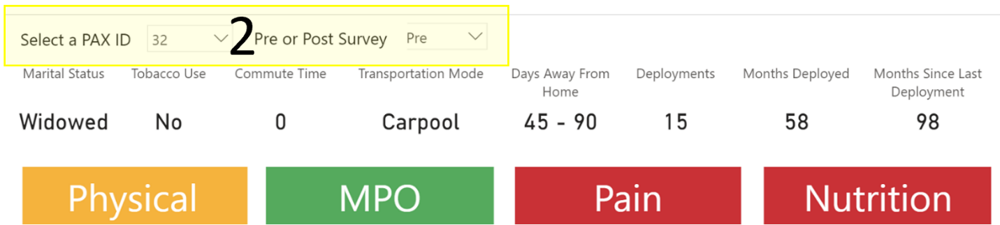 Select a PAX ID 32 2 Pre or Post Survey Pre
Marital Status Tobacco Use Commute Time Transportation Mode Days Away From Deployments Months Deployed Months Since Last
Home Deployment
Widowed No 0 Carpool 45 - 90 15 58 98
Physical MPO Pain Nutrition